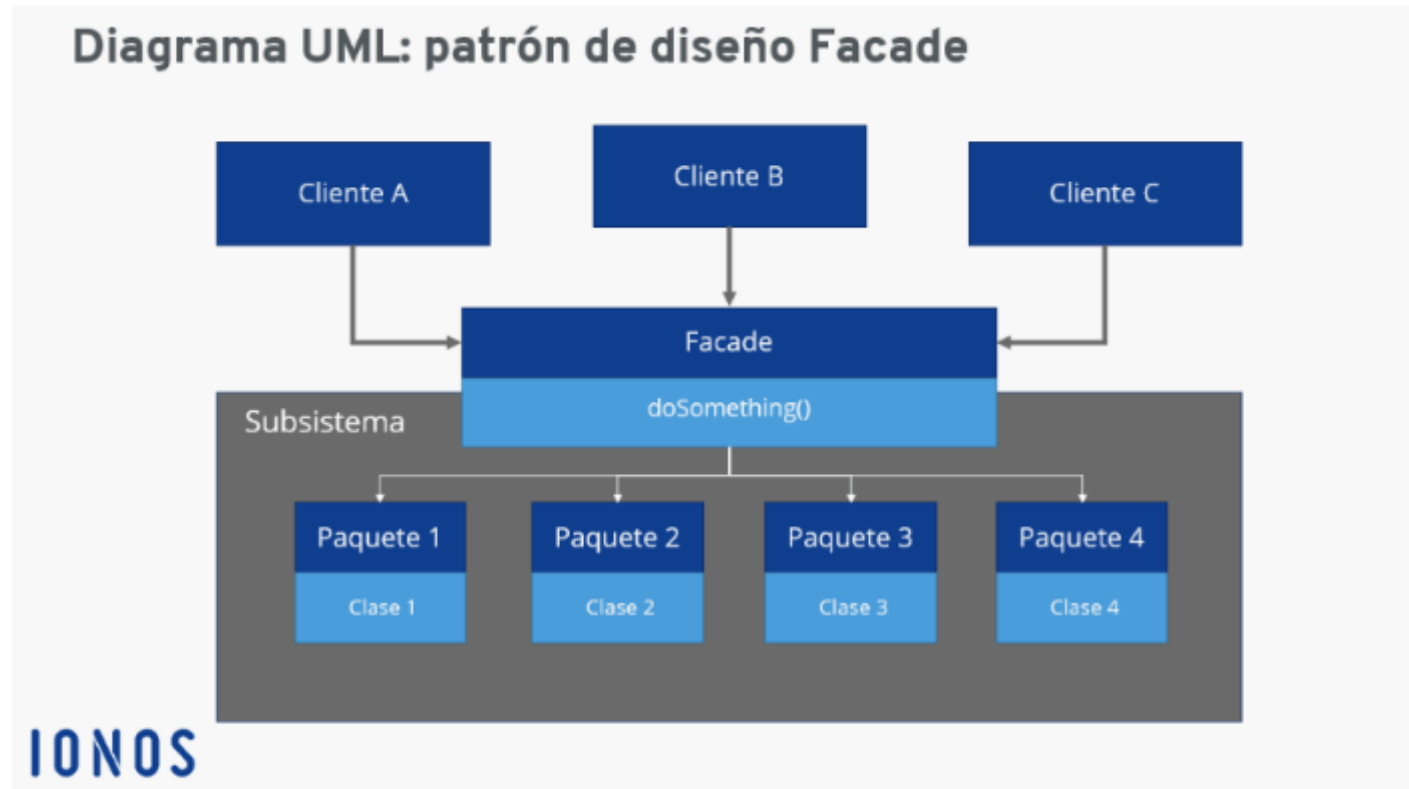 Diagrama UML: patrón de diseño Facade
Cliente A
Cliente B
Cliente C
Facade
doSomething()
Subsistema
Paquete 1
Paquete 2
Paquete 3
Paquete 4
Clase 1
Clase 2
Clase 3
Clase 4
IONOS